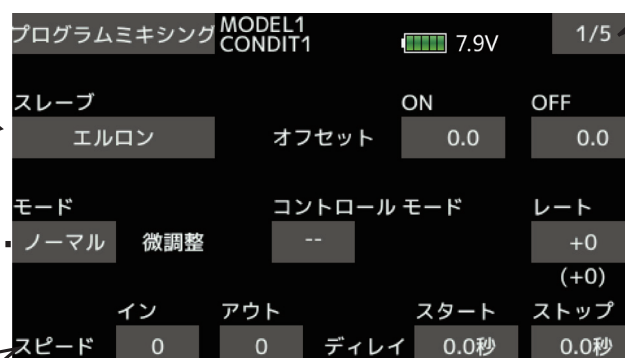 プログラムミキシング MODEL1 CONDIT1 7.9V 1/5
スレーブ ON OFF
エルロン オフセット 0.0 0.0
モード コントロール モード レート
ノーマル 微調整 -- +0
(+0)
イン アウト スタート ストップ
スピード 0 0 ディレイ 0.0秒 0.0秒